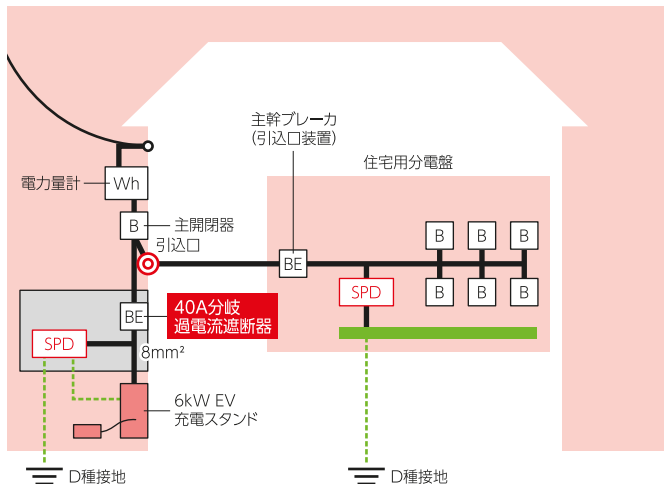 主幹ブレーカ
(引込口装置)
住宅用分電盤
電力量計
Wh
B
主開閉器
引込口
B
B
B
BE
SPD
B
B
B
BE
40A分岐
過電流遮断器
SPD
8mm²
6kW EV
充電スタンド
D種接地
D種接地